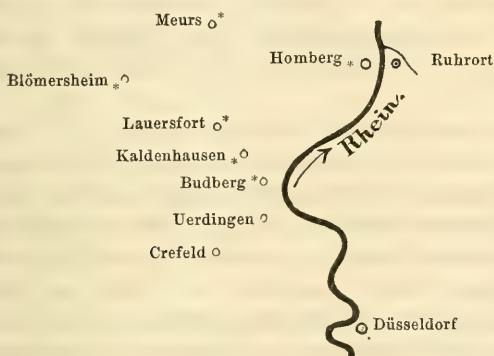 Meurs *
Homberg *
Ruhrort
Blömersheim *
Lauersfort *
Rhein.
Kaldenhausen *
Budberg *
Uerdingen
Crefeld
Düsseldorf